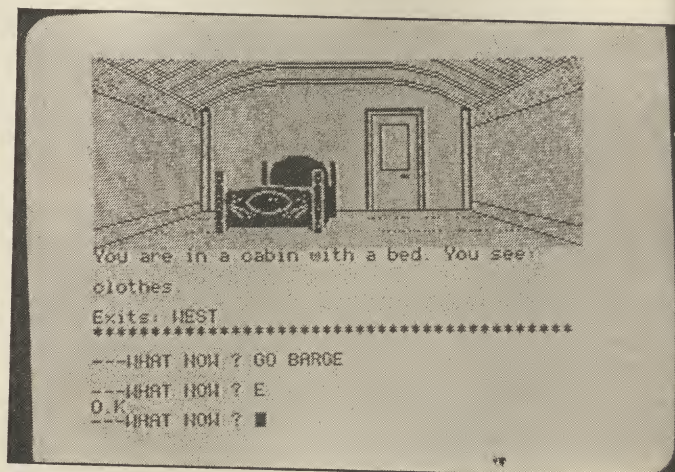 You are in a cabin with a bed. You see:
clothes.
Exits: WEST
****************************************
---WHAT NOW ? GO BARGE
---WHAT NOW ? E
O.K.
---WHAT NOW ?